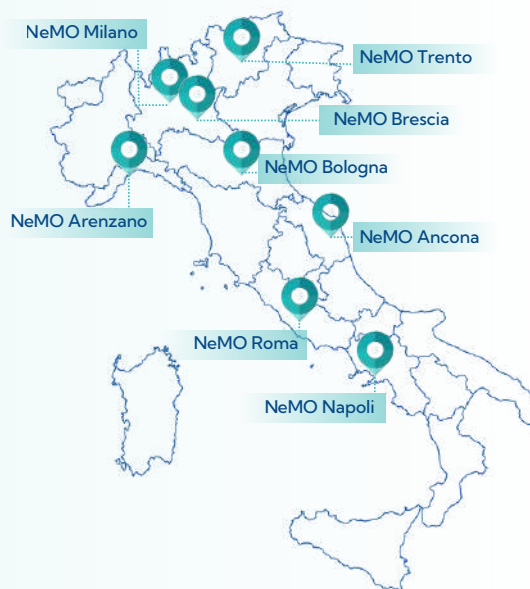 NeMO Milano
NeMO Trento
NeMO Brescia
NeMO Bologna
NeMO Arenzano
NeMO Ancona
NeMO Roma
NeMO Napoli